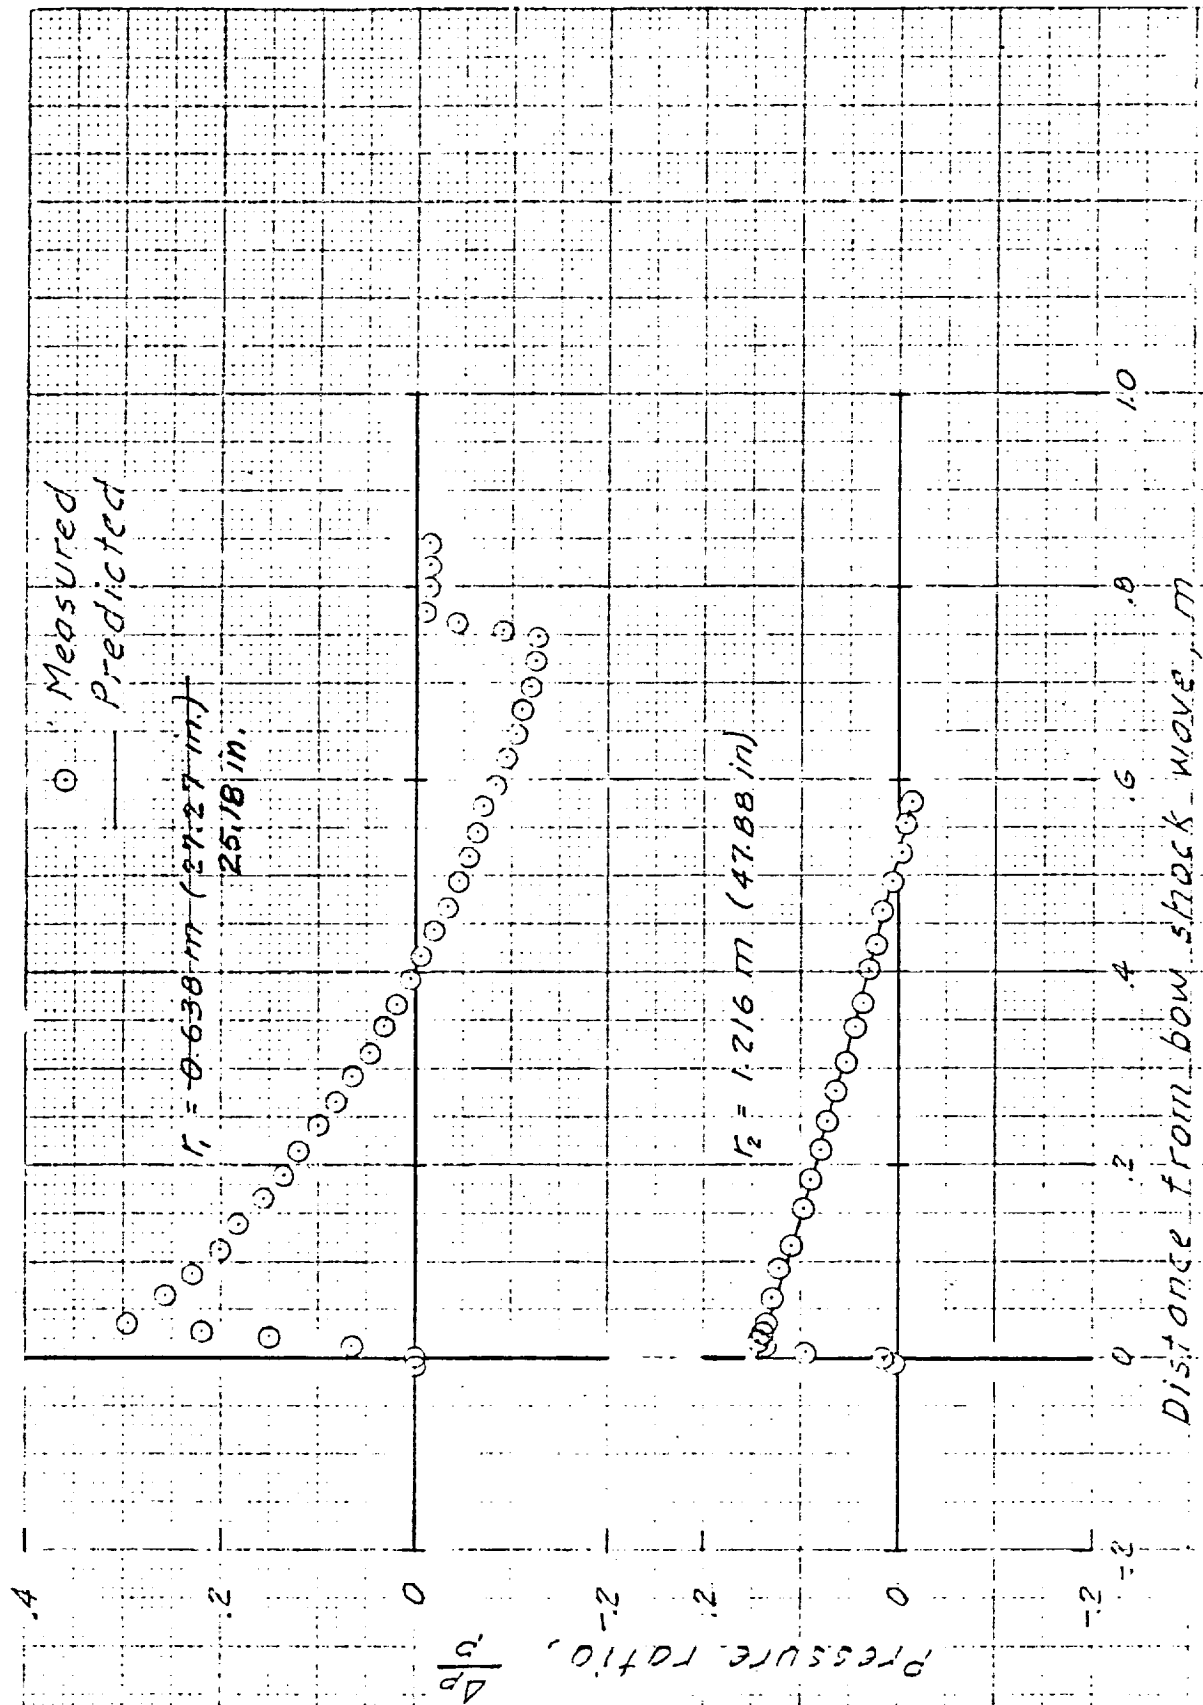 Measured
Predicted
r₁ = 0.638 m (27.27 in.)
25.18 in.
r₂ = 1.216 m (47.88 in)
Pressure ratio, Δp/p
.4
.2
0
-.2
.2
0
-.2
-.2
0
.2
.4
.6
.8
1.0
Distance from bow shock wave, m